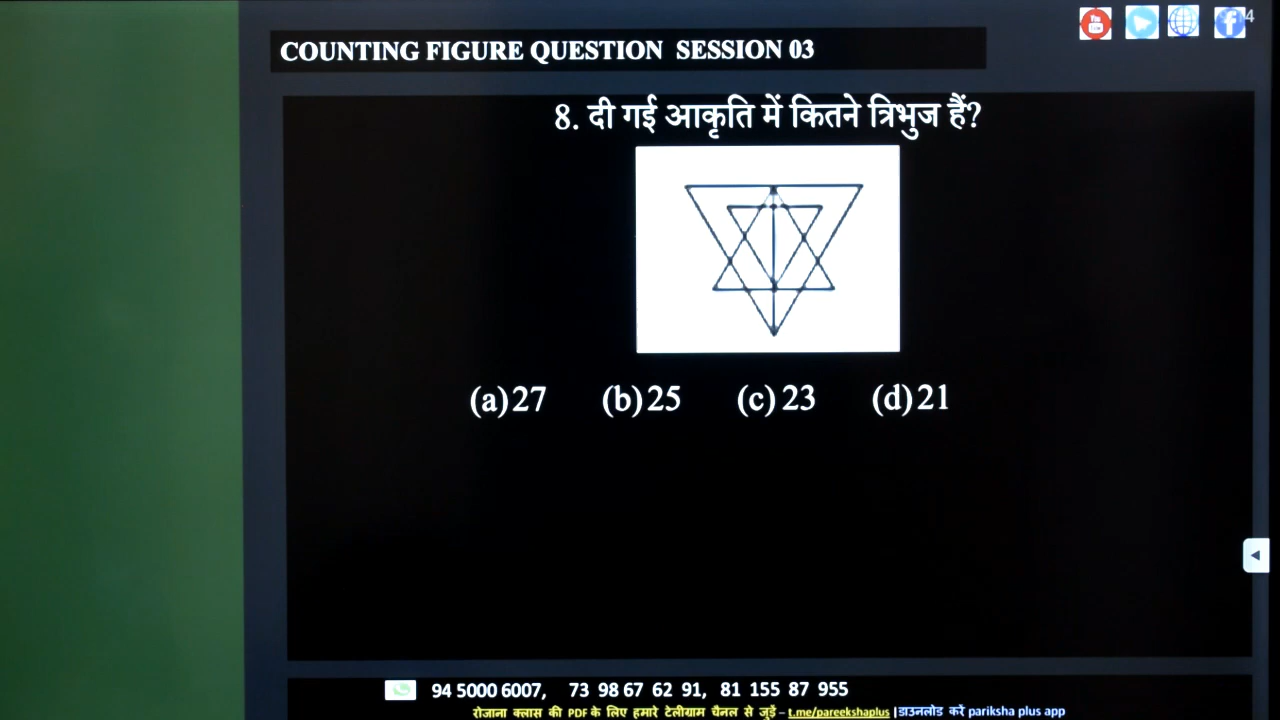 4
COUNTING FIGURE QUESTION SESSION 03
8. दी गई आकृति में कितने त्रिभुज हैं?
(a) 27 (b) 25 (c) 23 (d) 21
94 5000 6007, 73 98 67 62 91, 81 155 87 955
रोजाना क्लास की PDF के लिए हमारे टेलीग्राम चैनल से जुड़ें – t.me/pareekshaplus | डाउनलोड करें pariksha plus app